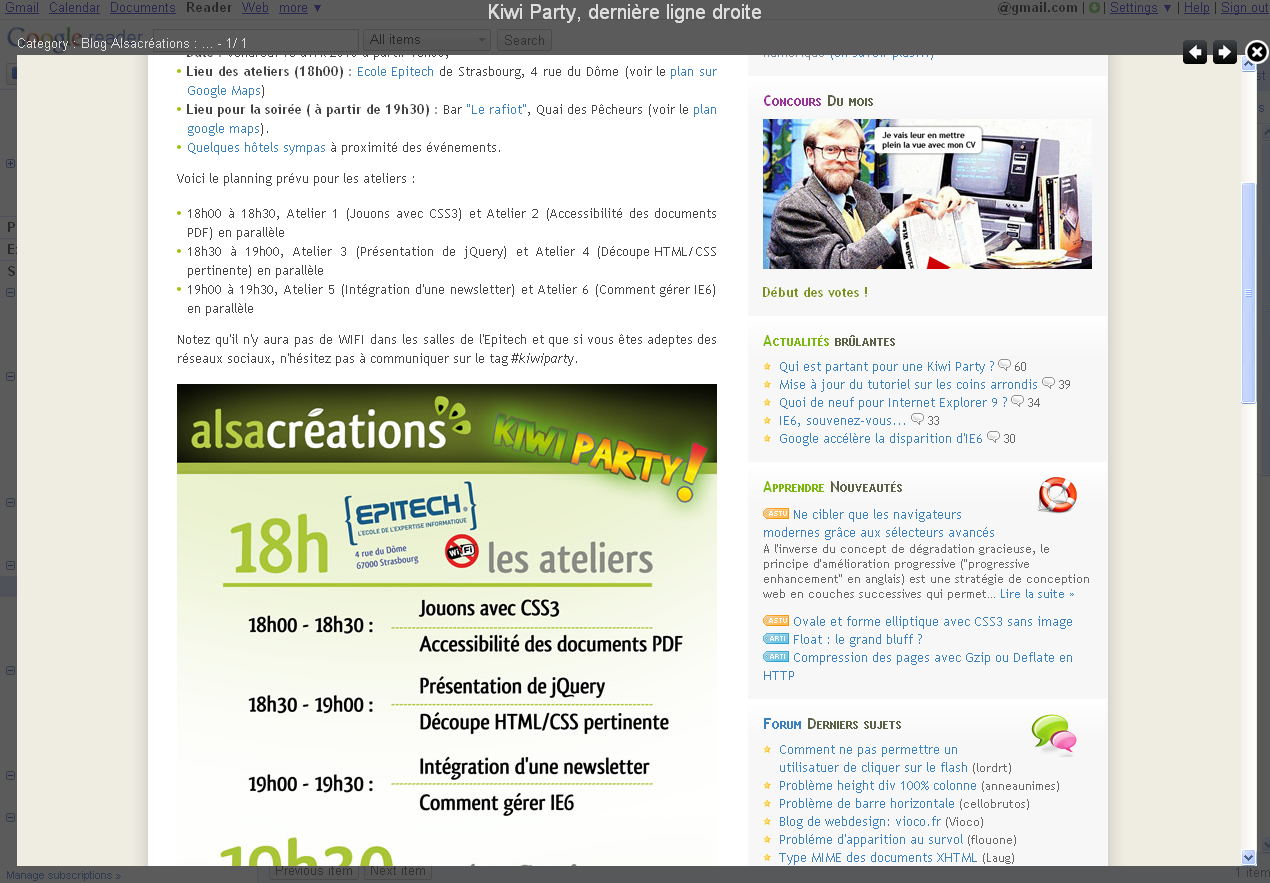 Gmail Calendar Documents Reader Web more ▼
Kiwi Party, dernière ligne droite
@gmail.com | Settings ▼ | Help | Sign out
reader
All items
Search
Category : Blog Alsacréations : ... - 1/ 1
• Lieu des ateliers (18h00) : Ecole Epitech de Strasbourg, 4 rue du Dôme (voir le plan sur
Google Maps)
• Lieu pour la soirée ( à partir de 19h30) : Bar "Le rafiot", Quai des Pêcheurs (voir le plan
google maps).
• Quelques hôtels sympas à proximité des événements.
Voici le planning prévu pour les ateliers :
• 18h00 à 18h30, Atelier 1 (Jouons avec CSS3) et Atelier 2 (Accessibilité des documents
PDF) en parallèle
• 18h30 à 19h00, Atelier 3 (Présentation de jQuery) et Atelier 4 (Découpe HTML/CSS
pertinente) en parallèle
• 19h00 à 19h30, Atelier 5 (Intégration d'une newsletter) et Atelier 6 (Comment gérer IE6)
en parallèle
Notez qu'il n'y aura pas de WIFI dans les salles de l'Epitech et que si vous êtes adeptes des
réseaux sociaux, n'hésitez pas à communiquer sur le tag #kiwiparty.
alsacréations
KIWI PARTY!
{EPITECH.}
L'ECOLE DE L'EXPERTISE INFORMATIQUE
18h
4 rue du Dôme
67000 Strasbourg
Wi Fi
les ateliers
18h00 - 18h30 :
Jouons avec CSS3
Accessibilité des documents PDF
18h30 - 19h00 :
Présentation de jQuery
Découpe HTML/CSS pertinente
19h00 - 19h30 :
Intégration d'une newsletter
Comment gérer IE6
19h30
Concours Du mois
Je vais leur en mettre
plein la vue avec mon CV
Début des votes !
Actualités brûlantes
Qui est partant pour une Kiwi Party ? 60
Mise à jour du tutoriel sur les coins arrondis 39
Quoi de neuf pour Internet Explorer 9 ? 34
IE6, souvenez-vous... 33
Google accélère la disparition d'IE6 30
Apprendre Nouveautés
ASTU Ne cibler que les navigateurs
modernes grâce aux sélecteurs avancés
A l'inverse du concept de dégradation gracieuse, le
principe d'amélioration progressive ("progressive
enhancement" en anglais) est une stratégie de conception
web en couches successives qui permet... Lire la suite »
ASTU Ovale et forme elliptique avec CSS3 sans image
ARTI Float : le grand bluff ?
ARTI Compression des pages avec Gzip ou Deflate en
HTTP
Forum Derniers sujets
Comment ne pas permettre un
utilisatuer de cliquer sur le flash (lordrt)
Problème height div 100% colonne (anneaunimes)
Problème de barre horizontale (cellobrutos)
Blog de webdesign: vioco.fr (Vioco)
Probléme d'apparition au survol (flouone)
Type MIME des documents XHTML (Laug)
Manage subscriptions »
Previous item
Next item
1 item